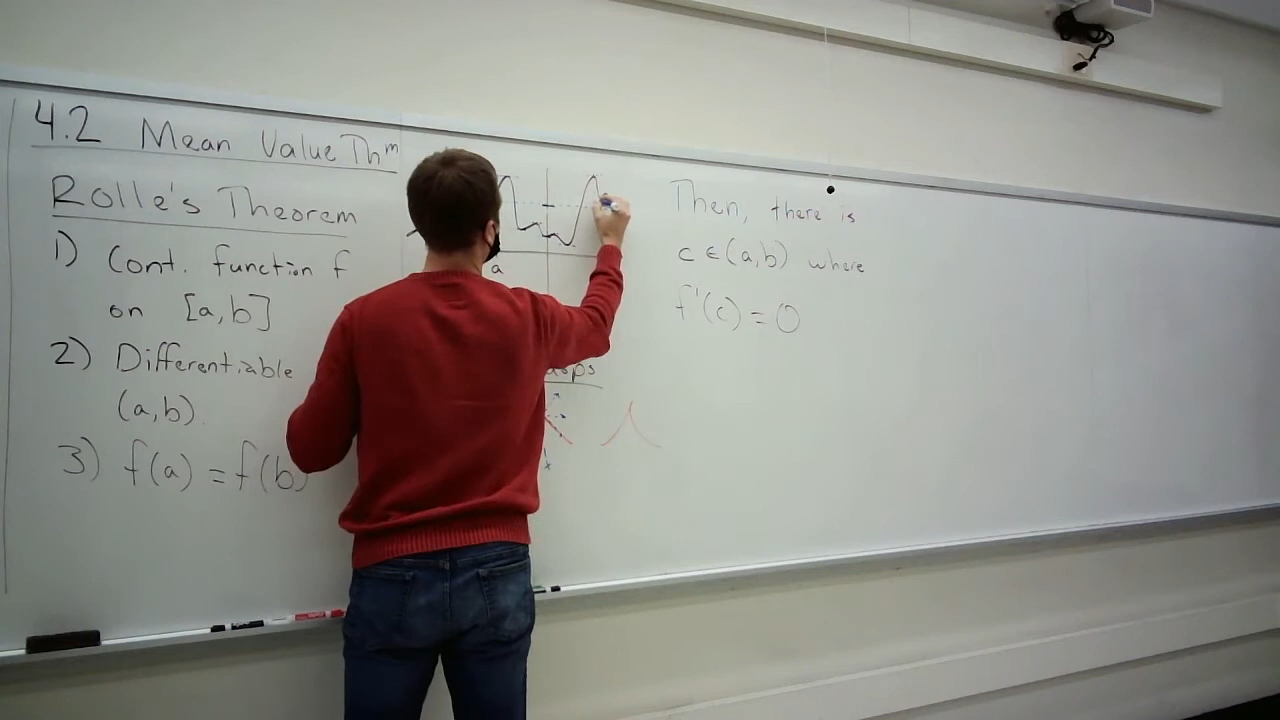 4.2 Mean Value Thm
Rolle's Theorem
1) Cont. function f
on [a,b]
2) Differentiable
(a,b).
3) f(a) = f(b)
a
Then, there is
c ∈ (a,b) where
f'(c) = 0